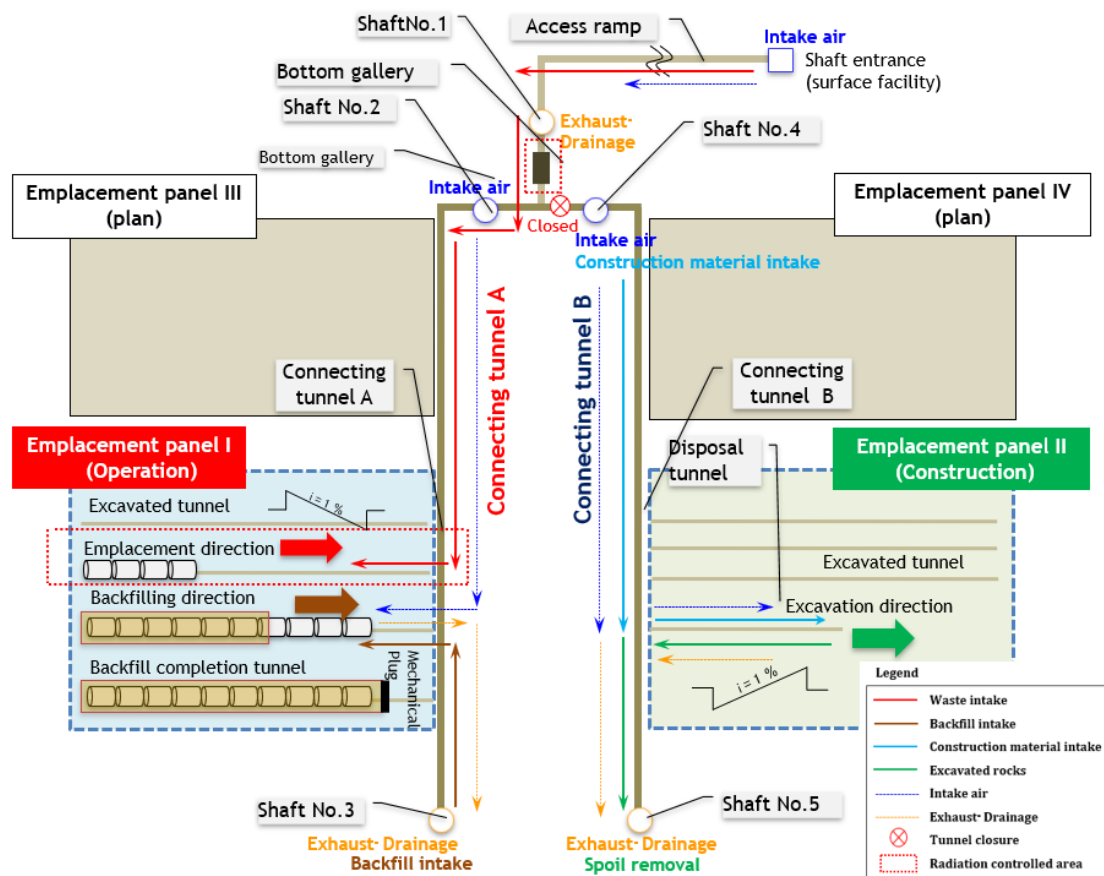 ShaftNo.1
Access ramp
Intake air
Shaft entrance
(surface facility)
Bottom gallery
Shaft No.2
Exhaust-
Drainage
Shaft No.4
Bottom gallery
Emplacement panel III
(plan)
Intake air
Emplacement panel IV
(plan)
Closed
Intake air
Construction material intake
Connecting tunnel A
Connecting tunnel B
Connecting
tunnel A
Connecting
tunnel B
Emplacement panel I
(Operation)
Disposal
tunnel
Emplacement panel II
(Construction)
Excavated tunnel
i = 1 %
Emplacement direction
Excavated tunnel
Backfilling direction
Excavation direction
Backfill completion tunnel
Mechanical
Plug
i = 1 %
Legend
Waste intake
Backfill intake
Construction material intake
Excavated rocks
Intake air
Exhaust- Drainage
Tunnel closure
Radiation controlled area
Shaft No.3
Shaft No.5
Exhaust- Drainage
Backfill intake
Exhaust- Drainage
Spoil removal